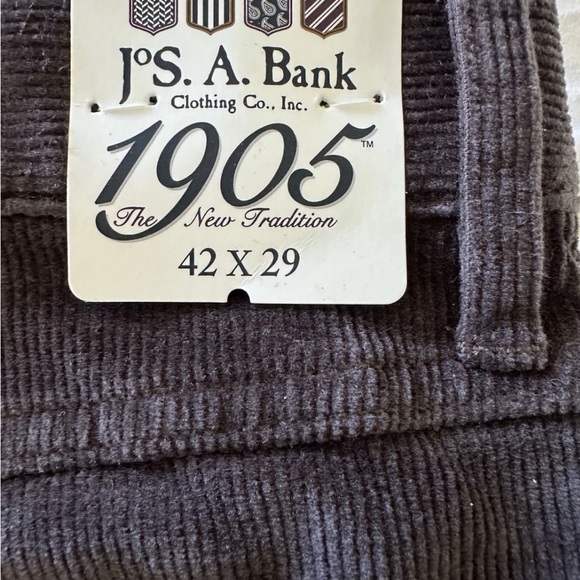 JoS. A. Bank
Clothing Co., Inc.
1905™
The New Tradition
42 X 29